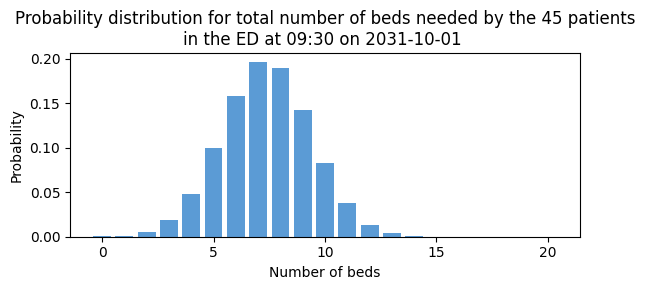 Probability distribution for total number of beds needed by the 45 patients
in the ED at 09:30 on 2031-10-01
0.20
0.15
0.10
0.05
0.00
Probability
0 5 10 15 20
Number of beds